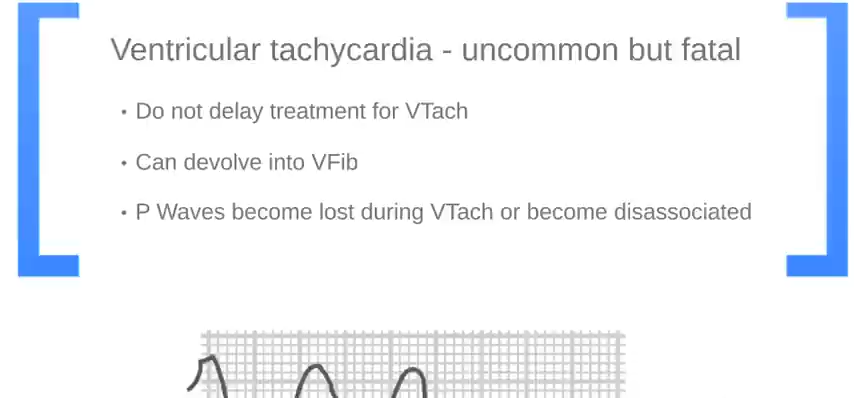 Ventricular tachycardia - uncommon but fatal
• Do not delay treatment for VTach
• Can devolve into VFib
• P Waves become lost during VTach or become disassociated